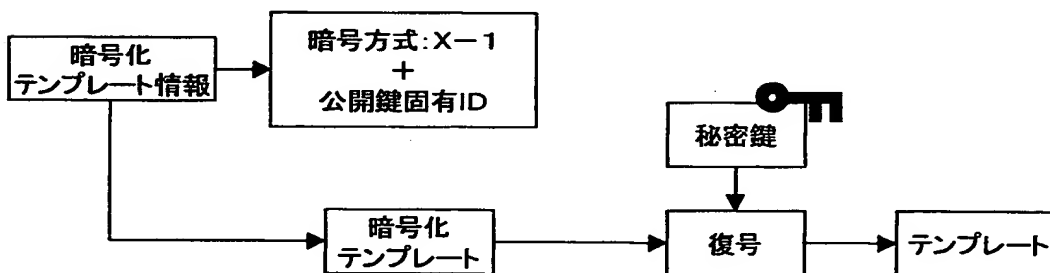 暗号化
テンプレート情報
暗号方式:X－1
+
公開鍵固有ID
秘密鍵
暗号化
テンプレート
復号
テンプレート